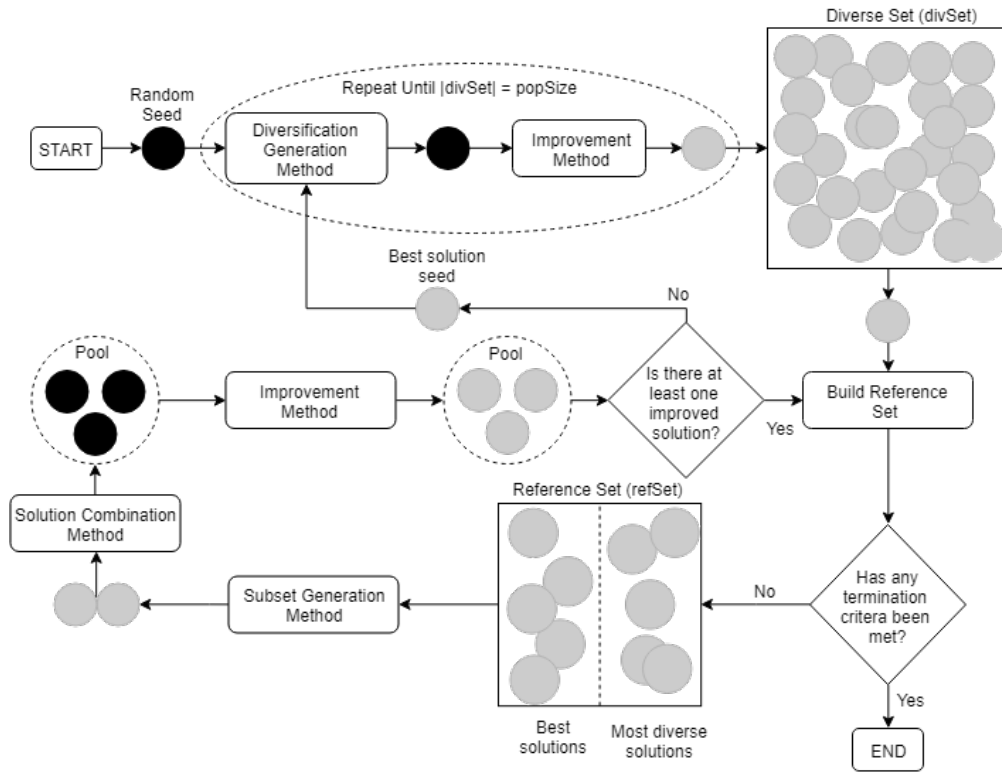 Diverse Set (divSet)
Repeat Until |divSet| = popSize
Random
Seed
START
Diversification
Generation
Method
Improvement
Method
Best solution
seed
No
Pool
Improvement
Method
Pool
Is there at
least one
improved
solution?
Yes
Build Reference
Set
Reference Set (refSet)
Solution Combination
Method
Subset Generation
Method
No
Has any
termination
critera been
met?
Yes
Best
solutions
Most diverse
solutions
END